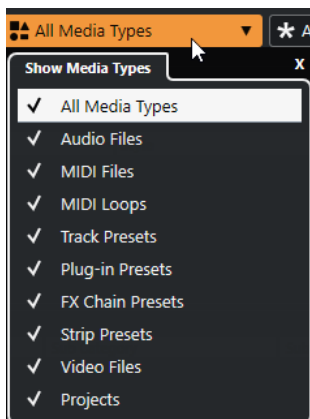 All Media Types A
Show Media Types X
All Media Types
Audio Files
MIDI Files
MIDI Loops
Track Presets
Plug-in Presets
FX Chain Presets
Strip Presets
Video Files
Projects